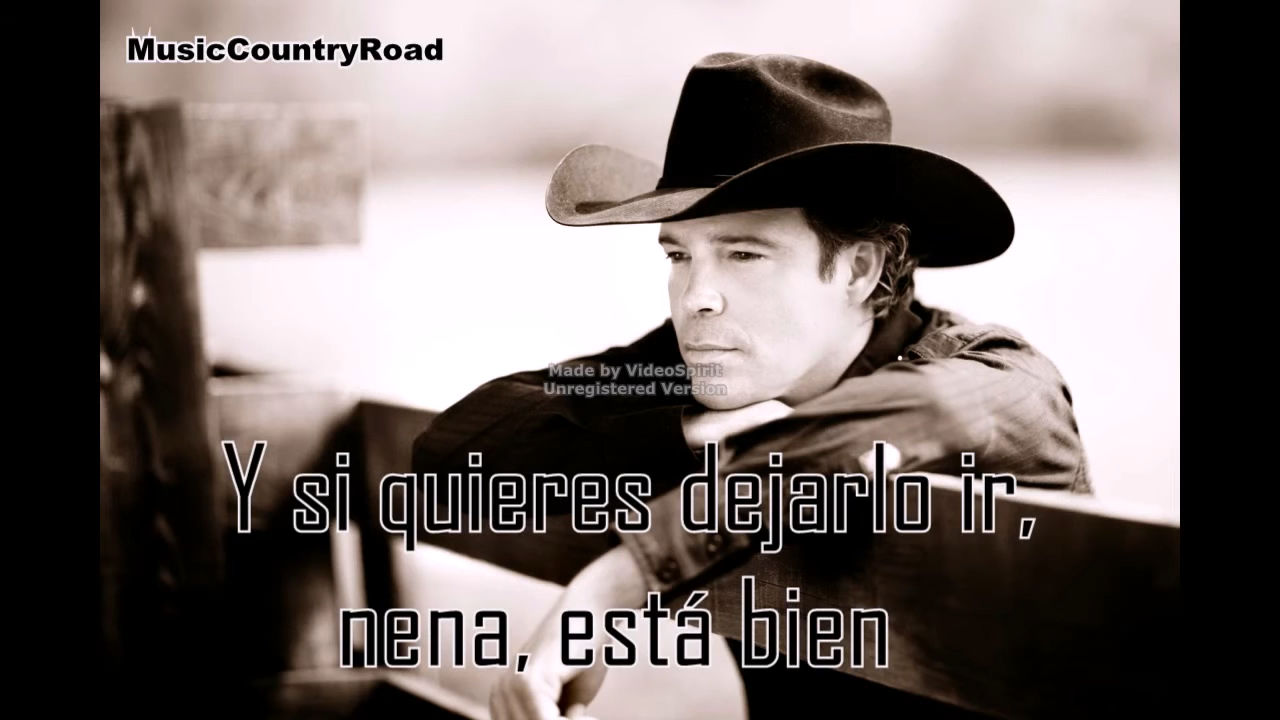 MusicCountryRoad
Made by VideoSpirit
Unregistered Version
Y si quieres dejarlo ir,
nena, está bien